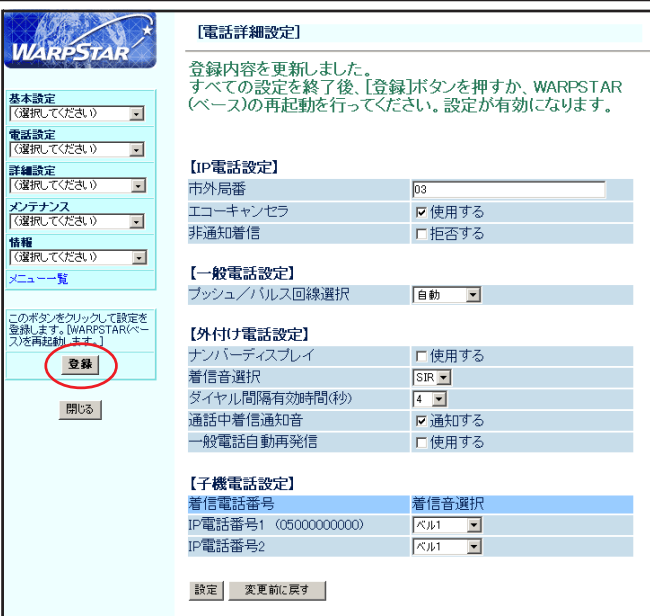 WARPSTAR
基本設定
(選択してください)
電話設定
(選択してください)
詳細設定
(選択してください)
メンテナンス
(選択してください)
情報
(選択してください)
メニュー一覧
このボタンをクリックして設定を
登録します。[WARPSTAR(ベー
ス)を再起動します。]
登録
閉じる
[電話詳細設定]
登録内容を更新しました。
すべての設定を終了後、[登録]ボタンを押すか、WARPSTAR
(ベース)の再起動を行ってください。設定が有効になります。
【IP電話設定】
市外局番 03
エコーキャンセラ 使用する
非通知着信 拒否する
【一般電話設定】
プッシュ／パルス回線選択 自動
【外付け電話設定】
ナンバーディスプレイ 使用する
着信音選択 SIR
ダイヤル間隔有効時間(秒) 4
通話中着信通知音 通知する
一般電話自動再発信 使用する
【子機電話設定】
着信電話番号 着信音選択
IP電話番号1 (05000000000) ベル1
IP電話番号2 ベル1
設定 変更前に戻す